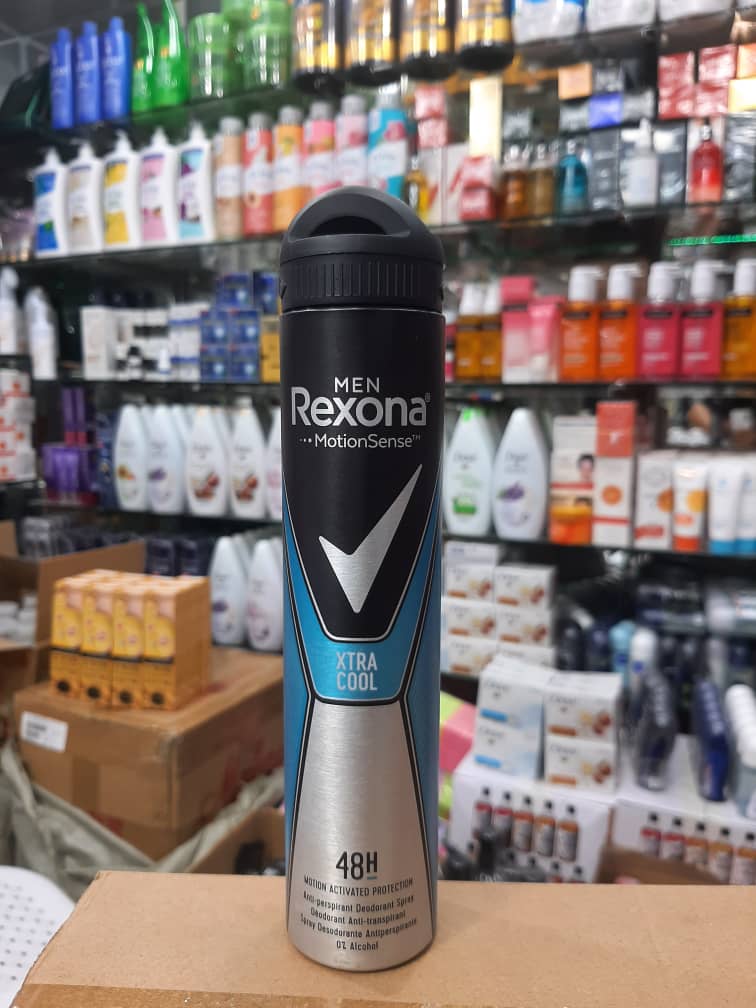 MEN
Rexona®
MotionSense™
XTRA
COOL
48H
MOTION ACTIVATED PROTECTION
Anti-perspirant Deodorant Spray
Déodorant Anti-transpirant
Spray Desodorante Antiperspirante
0% Alcohol